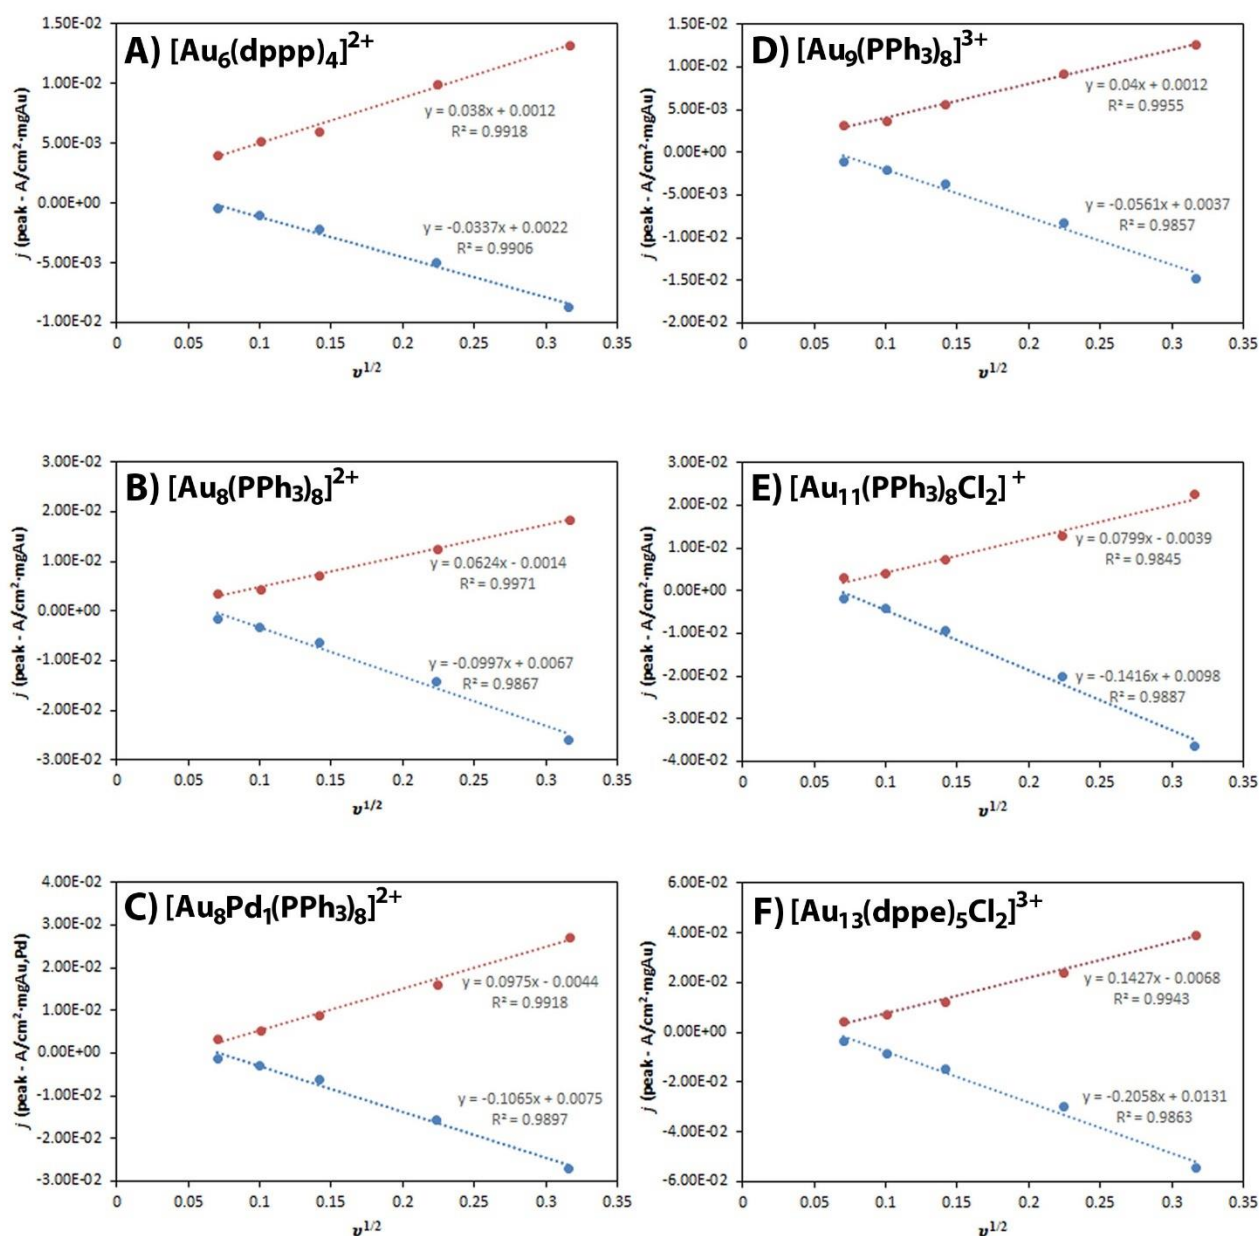 A) [Au6(dppp)4]2+
1.50E-02
1.00E-02
5.00E-03
0.00E+00
-5.00E-03
-1.00E-02
j (peak - A/cm2·mgAu)
y = 0.038x + 0.0012
R² = 0.9918
y = -0.0337x + 0.0022
R² = 0.9906
0 0.05 0.1 0.15 0.2 0.25 0.3 0.35
υ1/2
D) [Au9(PPh3)8]3+
1.50E-02
1.00E-02
5.00E-03
0.00E+00
-5.00E-03
-1.00E-02
-1.50E-02
-2.00E-02
j (peak - A/cm2·mgAu)
y = 0.04x + 0.0012
R² = 0.9955
y = -0.0561x + 0.0037
R² = 0.9857
0 0.05 0.1 0.15 0.2 0.25 0.3 0.35
υ1/2
B) [Au8(PPh3)8]2+
3.00E-02
2.00E-02
1.00E-02
0.00E+00
-1.00E-02
-2.00E-02
-3.00E-02
j (peak - A/cm2·mgAu)
y = 0.0624x - 0.0014
R² = 0.9971
y = -0.0997x + 0.0067
R² = 0.9867
0 0.05 0.1 0.15 0.2 0.25 0.3 0.35
υ1/2
E) [Au11(PPh3)8Cl2] +
3.00E-02
2.00E-02
1.00E-02
0.00E+00
-1.00E-02
-2.00E-02
-3.00E-02
-4.00E-02
j (peak - A/cm2·mgAu)
y = 0.0799x - 0.0039
R² = 0.9845
y = -0.1416x + 0.0098
R² = 0.9887
0 0.05 0.1 0.15 0.2 0.25 0.3 0.35
υ1/2
C) [Au8Pd1(PPh3)8]2+
4.00E-02
3.00E-02
2.00E-02
1.00E-02
0.00E+00
-1.00E-02
-2.00E-02
-3.00E-02
j (peak - A/cm2·mgAu,Pd)
y = 0.0975x - 0.0044
R² = 0.9918
y = -0.1065x + 0.0075
R² = 0.9897
0 0.05 0.1 0.15 0.2 0.25 0.3 0.35
υ1/2
F) [Au13(dppe)5Cl2]3+
6.00E-02
4.00E-02
2.00E-02
0.00E+00
-2.00E-02
-4.00E-02
-6.00E-02
j (peak - A/cm2·mgAu)
y = 0.1427x - 0.0068
R² = 0.9943
y = -0.2058x + 0.0131
R² = 0.9863
0 0.05 0.1 0.15 0.2 0.25 0.3 0.35
υ1/2